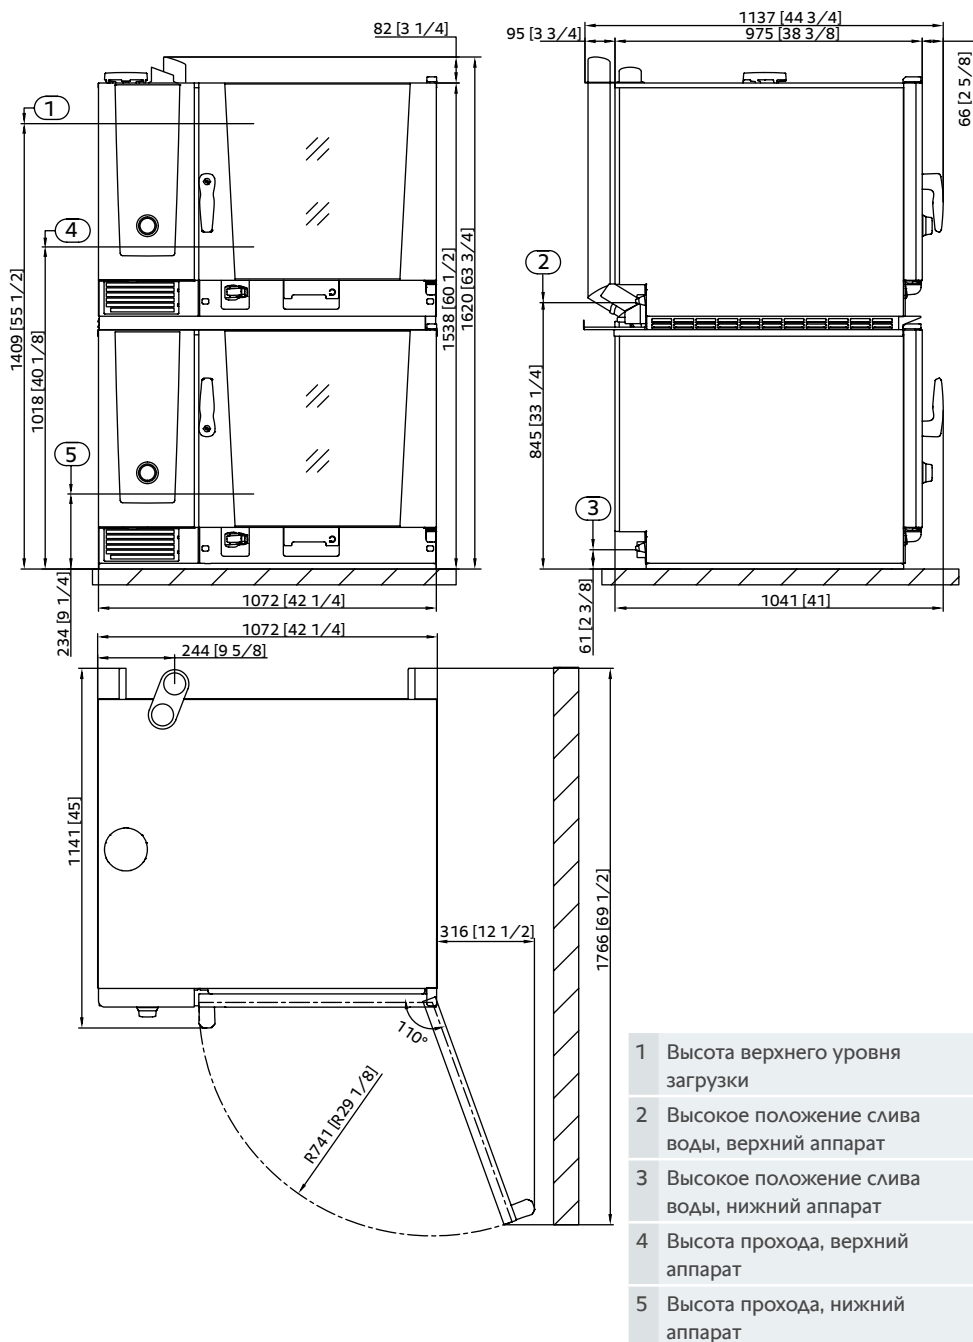 82 [3 1/4]
1137 [44 3/4]
95 [3 3/4]
975 [38 3/8]
66 [2 5/8]
1
4
5
2
3
1409 [55 1/2]
1018 [40 1/8]
234 [9 1/4]
1538 [60 1/2]
1620 [63 3/4]
845 [33 1/4]
61 [2 3/8]
1072 [42 1/4]
1041 [41]
1072 [42 1/4]
244 [9 5/8]
1141 [45]
316 [12 1/2]
1766 [69 1/2]
110°
R741 [R29 1/8]
1 Высота верхнего уровня
загрузки
2 Высокое положение слива
воды, верхний аппарат
3 Высокое положение слива
воды, нижний аппарат
4 Высота прохода, верхний
аппарат
5 Высота прохода, нижний
аппарат